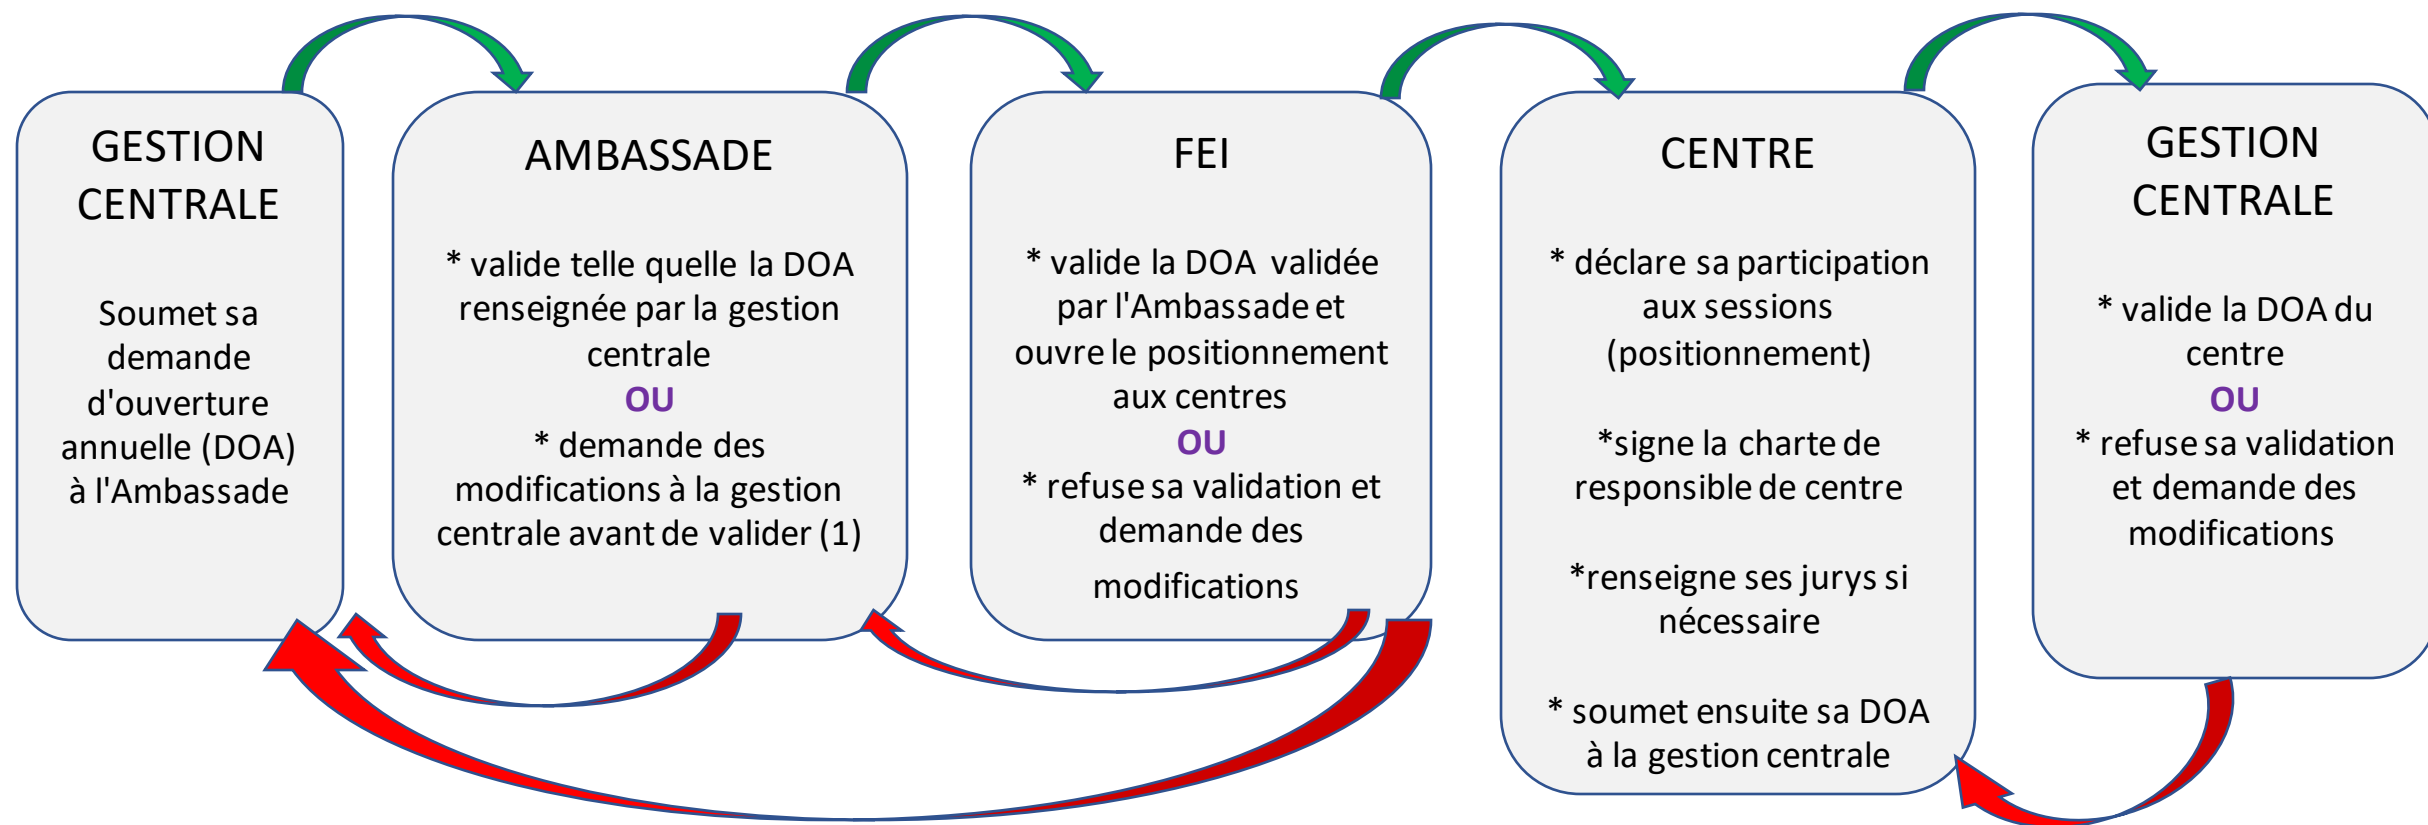 GESTION
CENTRALE
Soumet sa
demande
d'ouverture
annuelle (DOA)
à l'Ambassade
AMBASSADE
* valide telle quelle la DOA
renseignée par la gestion
centrale
OU
* demande des
modifications à la gestion
centrale avant de valider (1)
FEI
* valide la DOA validée
par l'Ambassade et
ouvre le positionnement
aux centres
OU
* refuse sa validation et
demande des
modifications
CENTRE
* déclare sa participation
aux sessions
(positionnement)
*signe la charte de
responsible de centre
*renseigne ses jurys si
nécessaire
* soumet ensuite sa DOA
à la gestion centrale
GESTION
CENTRALE
* valide la DOA du
centre
OU
* refuse sa validation
et demande des
modifications